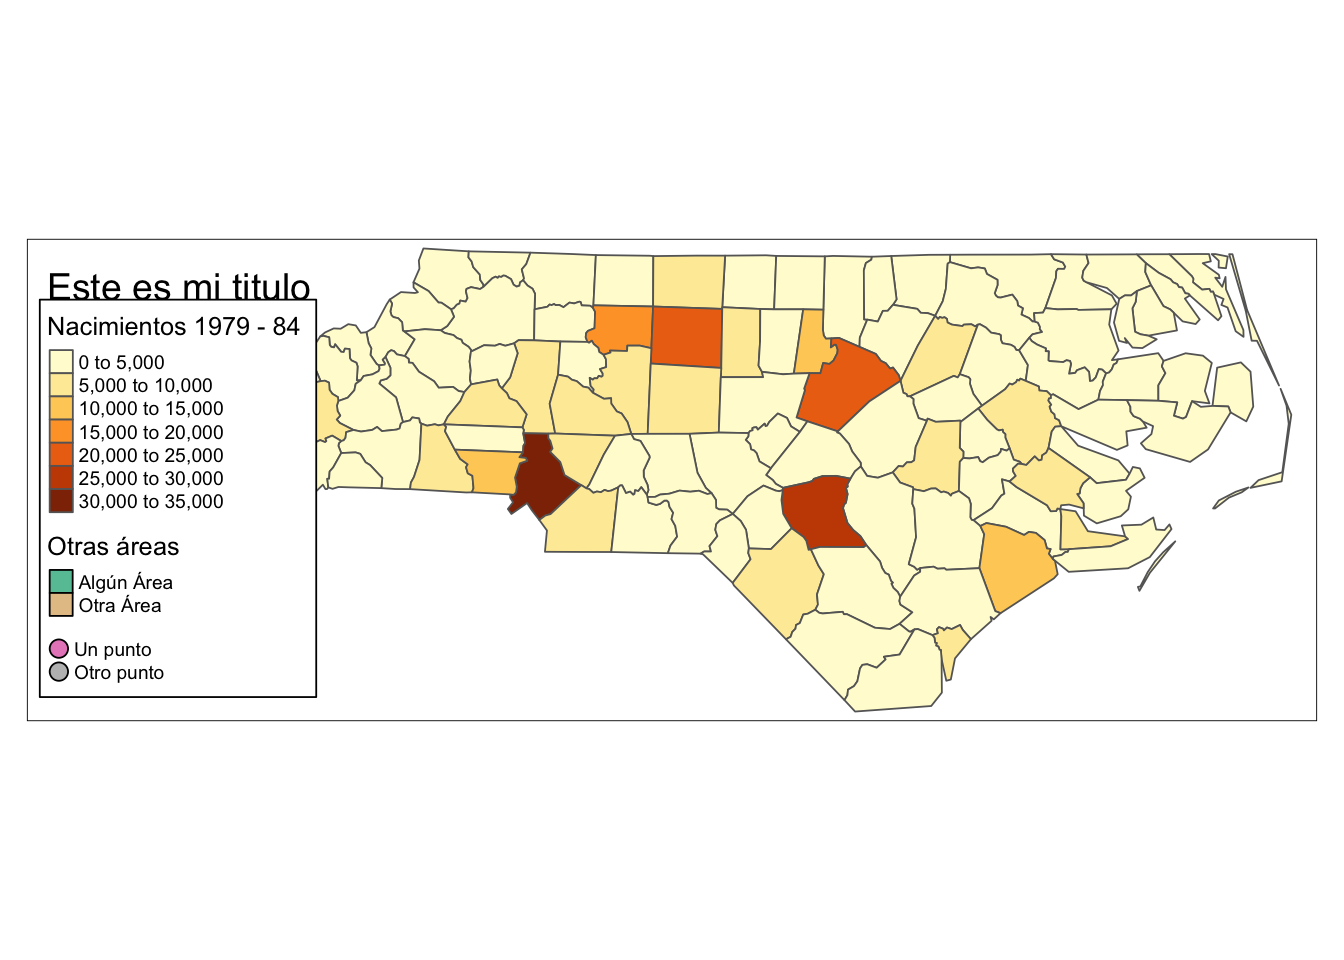 Este es mi titulo
Nacimientos 1979 - 84
0 to 5,000
5,000 to 10,000
10,000 to 15,000
15,000 to 20,000
20,000 to 25,000
25,000 to 30,000
30,000 to 35,000
Otras áreas
Algún Área
Otra Área
Un punto
Otro punto